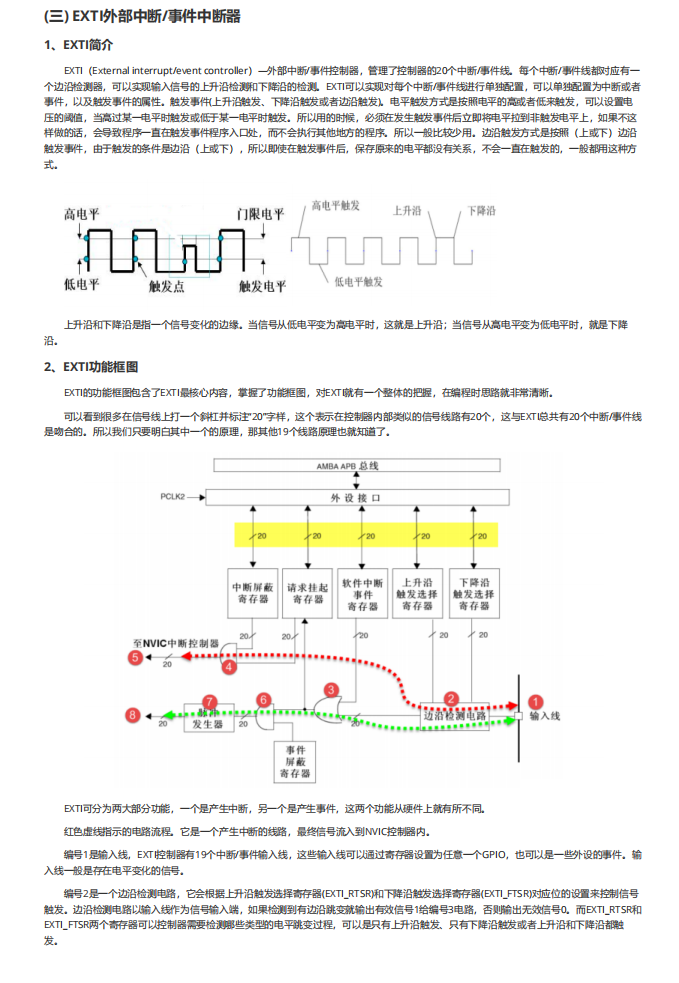 (三) EXTI外部中断/事件中断器
1、EXTI简介
EXTI（External interrupt/event controller）—外部中断/事件控制器，管理了控制器的20个中断/事件线。每个中断/事件线都对应有一
个边沿检测器，可以实现输入信号的上升沿检测和下降沿的检测。EXTI可以实现对每个中断/事件线进行单独配置，可以单独配置为中断或者
事件，以及触发事件的属性。触发事件(上升沿触发、下降沿触发或者边沿触发)。电平触发方式是按照电平的高或者低来触发，可以设置电
压的阈值，当高过某一电平时触发或低于某一电平时触发。所以用的时候，必须在发生触发事件后立即将电平拉到非触发电平上，如果不这
样做的话，会导致程序一直在触发事件程序入口处，而不会执行其他地方的程序。所以一般比较少用。边沿触发方式是按照（上或下）边沿
触发事件，由于触发的条件是边沿（上或下），所以即使在触发事件后，保存原来的电平都没有关系，不会一直在触发的，一般都用这种方
式。
高电平
门限电平
低电平
触发点
触发电平
高电平触发
上升沿
下降沿
低电平触发
上升沿和下降沿是指一个信号变化的边缘。当信号从低电平变为高电平时，这就是上升沿；当信号从高电平变为低电平时，就是下降
沿。
2、EXTI功能框图
EXTI的功能框图包含了EXTI最核心内容，掌握了功能框图，对EXTI就有一个整体的把握，在编程时思路就非常清晰。
可以看到很多在信号线上打一个斜杠并标注“20”字样，这个表示在控制器内部类似的信号线路有20个，这与EXTI总共有20个中断/事件线
是吻合的。所以我们只要明白其中一个的原理，那其他19个线路原理也就知道了。
AMBA APB 总线
PCLK2
外 设 接 口
20
20
20
20
20
中断屏蔽
寄存器
请求挂起
寄存器
软件中断
事件
寄存器
上升沿
触发选择
寄存器
下降沿
触发选择
寄存器
20
20
20
20
20
至NVIC中断控制器
5
20
4
1
2
3
6
7
8
20
脉冲
发生器
20
20
边沿检测电路
输入线
事件
屏蔽
寄存器
EXTI可分为两大部分功能，一个是产生中断，另一个是产生事件，这两个功能从硬件上就有所不同。
红色虚线指示的电路流程。它是一个产生中断的线路，最终信号流入到NVIC控制器内。
编号1是输入线，EXTI控制器有19个中断/事件输入线，这些输入线可以通过寄存器设置为任意一个GPIO，也可以是一些外设的事件。输
入线一般是存在电平变化的信号。
编号2是一个边沿检测电路，它会根据上升沿触发选择寄存器(EXTI_RTSR)和下降沿触发选择寄存器(EXTI_FTSR)对应位的设置来控制信号
触发。边沿检测电路以输入线作为信号输入端，如果检测到有边沿跳变就输出有效信号1给编号3电路，否则输出无效信号0。而EXTI_RTSR和
EXTI_FTSR两个寄存器可以控制器需要检测哪些类型的电平跳变过程，可以是只有上升沿触发、只有下降沿触发或者上升沿和下降沿都触
发。